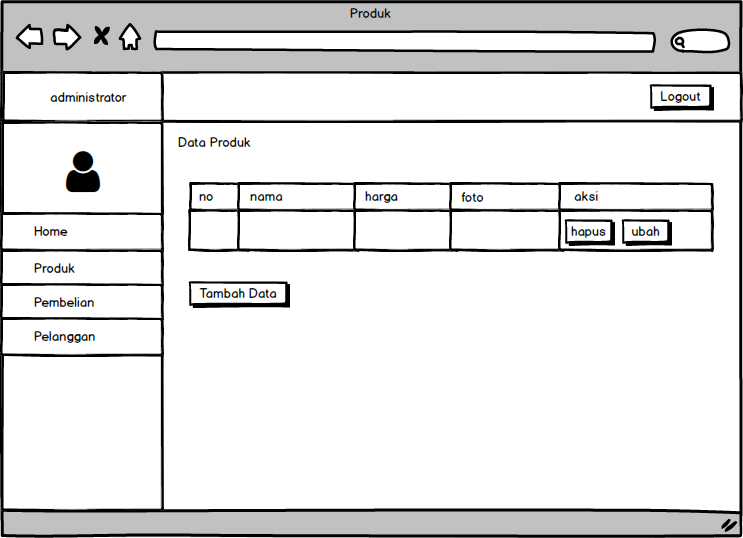 Produk
administrator
Logout
Data Produk
no nama harga foto aksi
hapus ubah
Home
Produk
Pembelian
Pelanggan
Tambah Data